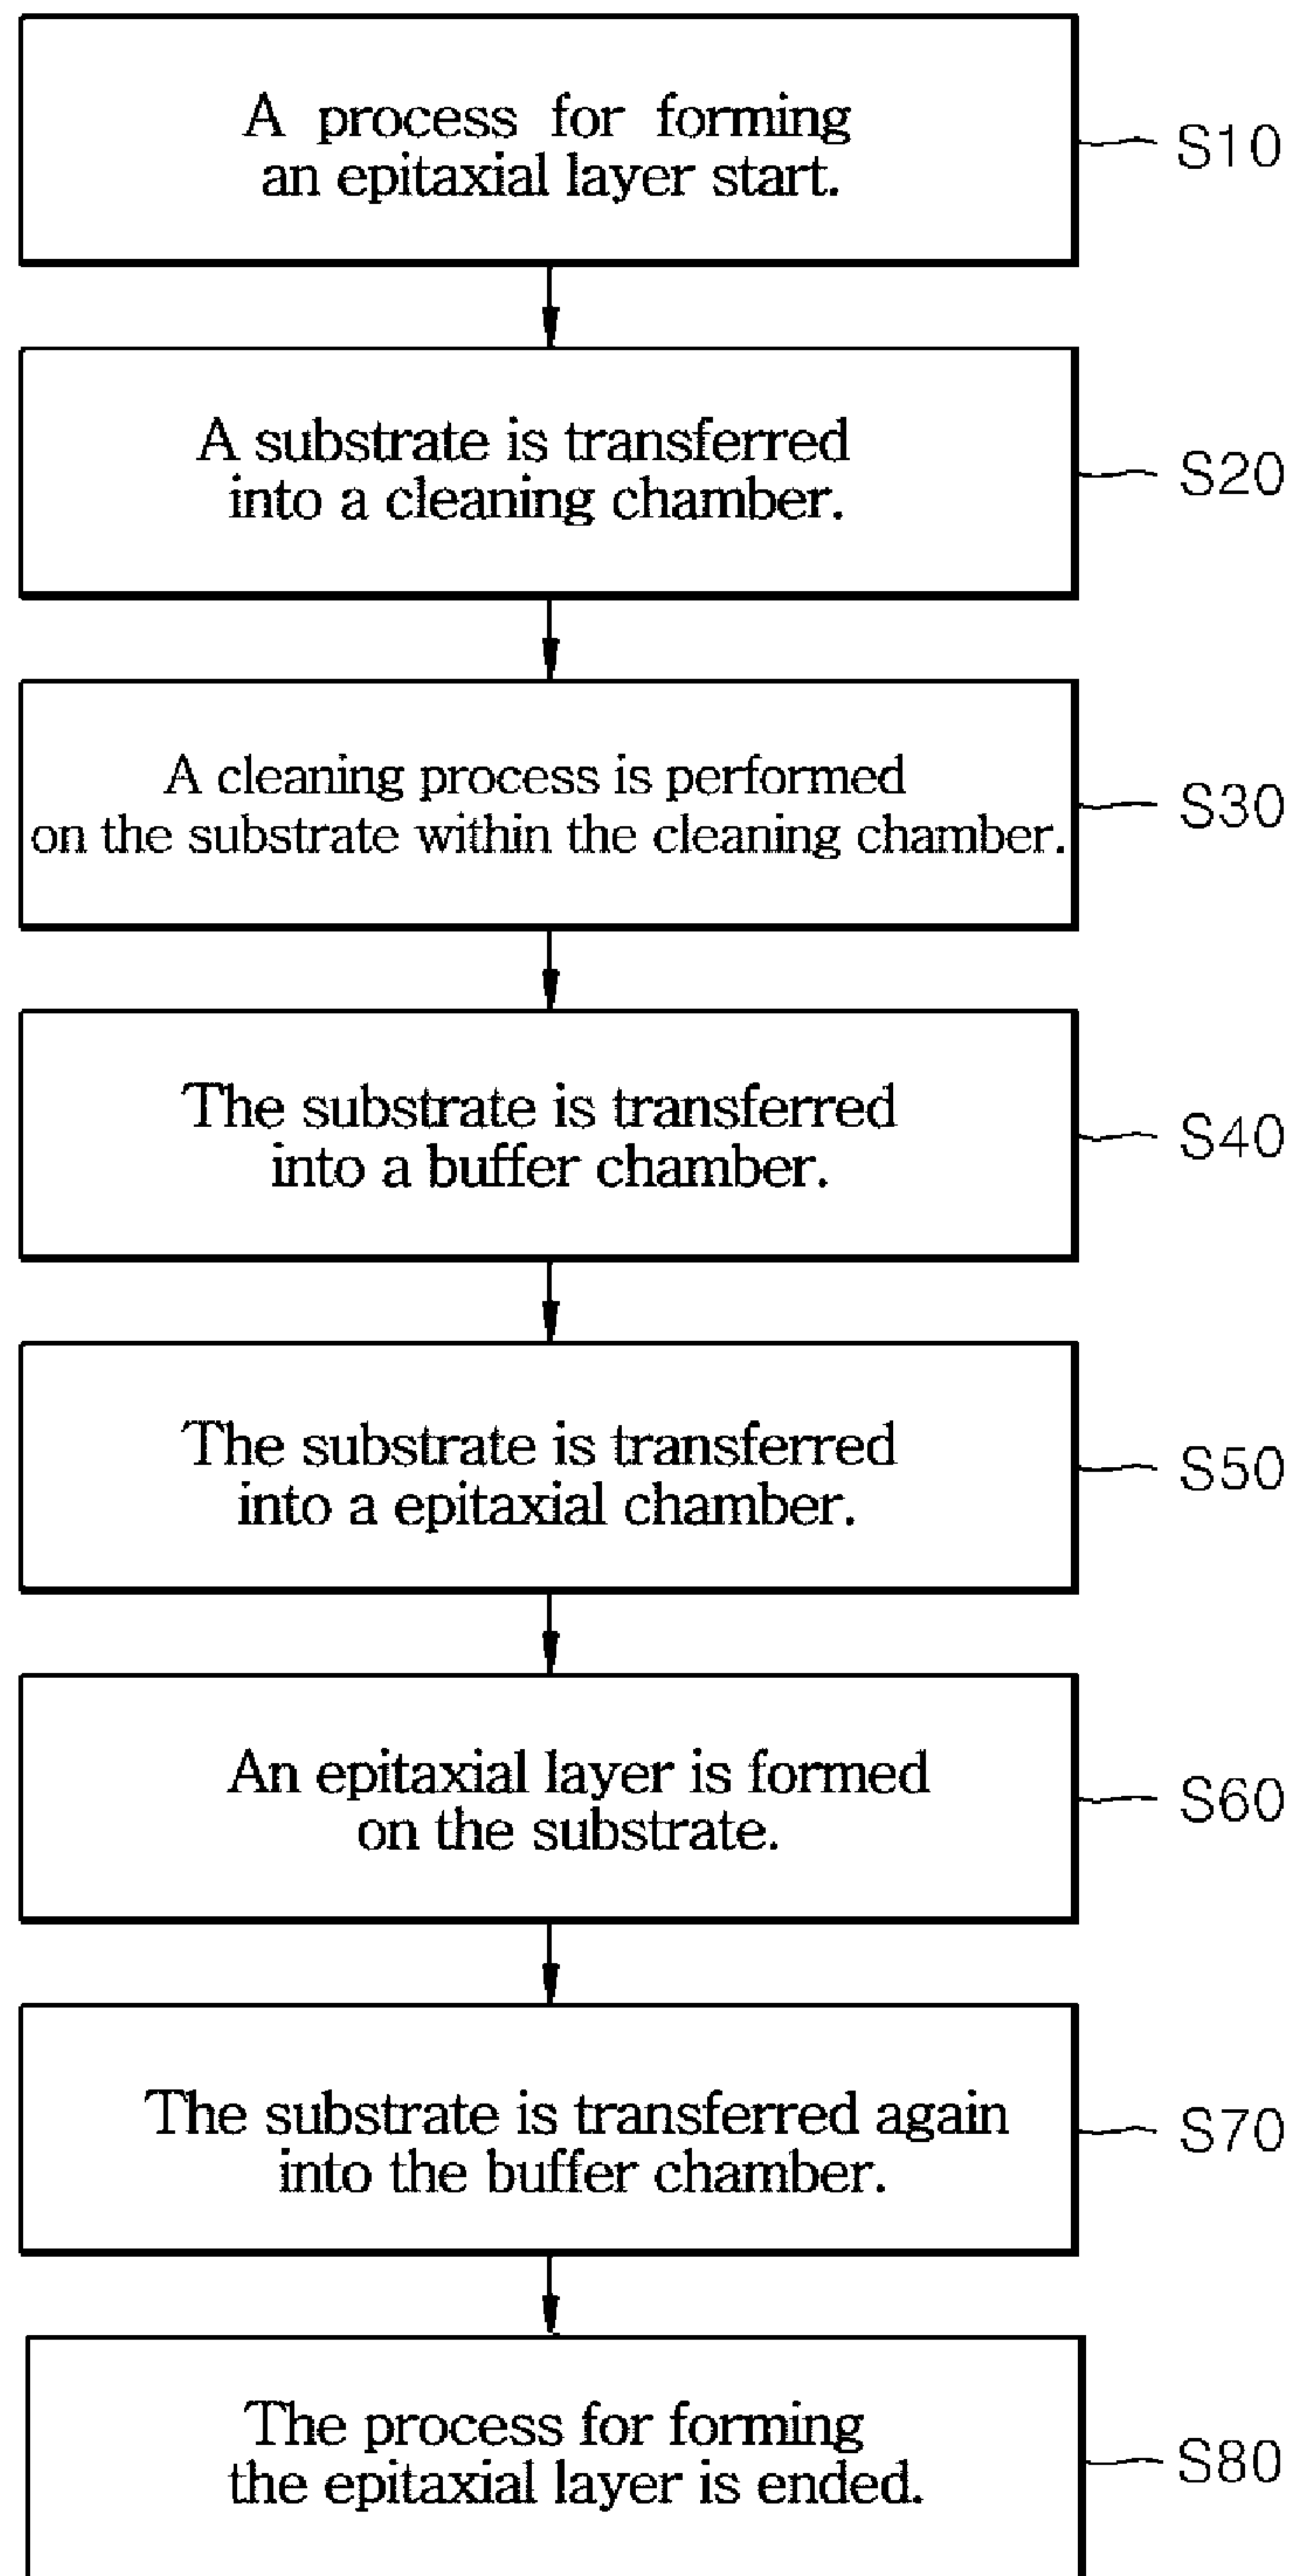 A process for forming
an epitaxial layer start.
S10
A substrate is transferred
into a cleaning chamber.
S20
A cleaning process is performed
on the substrate within the cleaning chamber.
S30
The substrate is transferred
into a buffer chamber.
S40
The substrate is transferred
into a epitaxial chamber.
S50
An epitaxial layer is formed
on the substrate.
S60
The substrate is transferred again
into the buffer chamber.
S70
The process for forming
the epitaxial layer is ended.
S80